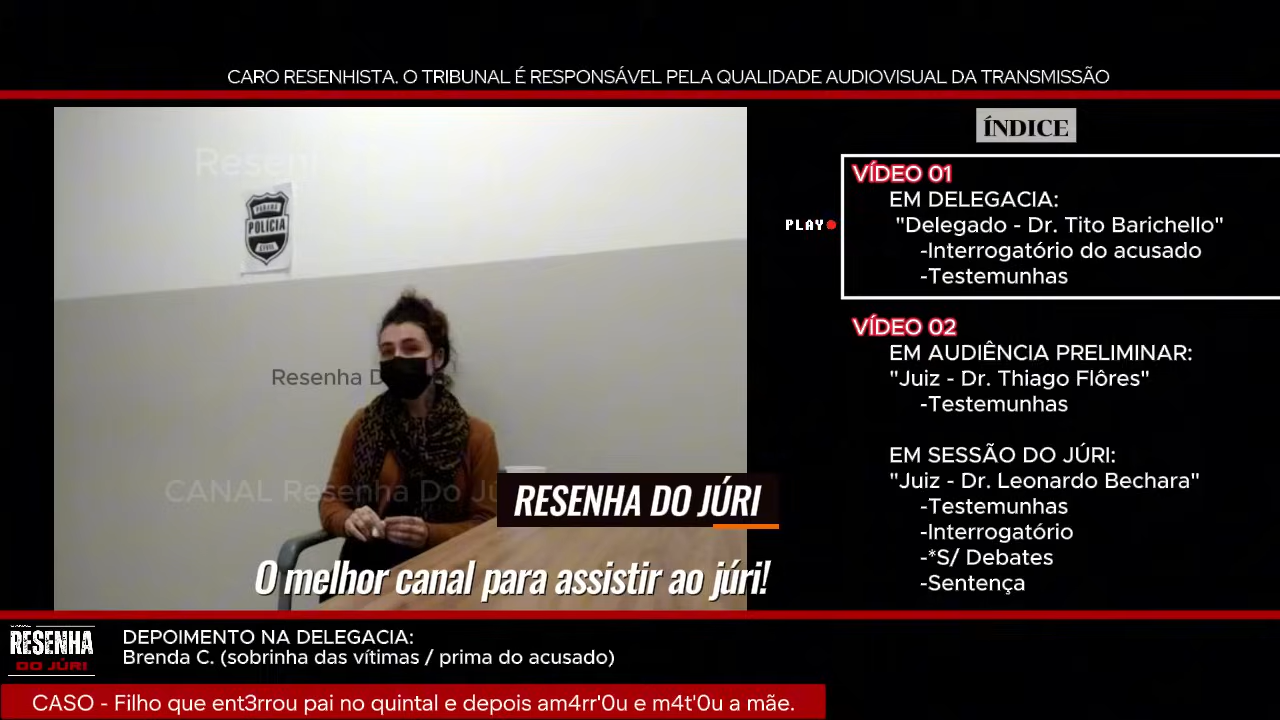 CARO RESENHISTA. O TRIBUNAL É RESPONSÁVEL PELA QUALIDADE AUDIOVISUAL DA TRANSMISSÃO
ÍNDICE
VÍDEO 01
EM DELEGACIA:
"Delegado - Dr. Tito Barichello"
-Interrogatório do acusado
-Testemunhas
PLAY
VÍDEO 02
EM AUDIÊNCIA PRELIMINAR:
"Juiz - Dr. Thiago Flôres"
-Testemunhas
EM SESSÃO DO JÚRI:
"Juiz - Dr. Leonardo Bechara"
-Testemunhas
-Interrogatório
-*S/ Debates
-Sentença
PARANÁ
POLÍCIA
CIVIL
Resenha D
CANAL Resenha Do Jú
RESENHA DO JÚRI
O melhor canal para assistir ao júri!
RESENHA
DO JÚRI
DEPOIMENTO NA DELEGACIA:
Brenda C. (sobrinha das vítimas / prima do acusado)
CASO - Filho que ent3rrou pai no quintal e depois am4rr'0u e m4t'0u a mãe.